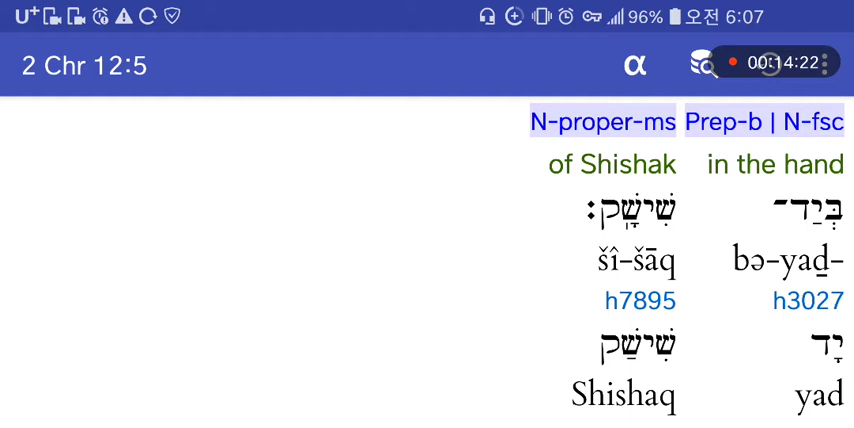 U+ 96% 오전 6:07
2 Chr 12:5 α 00:14:22
N-proper-ms Prep-b | N-fsc
of Shishak in the hand
בְּיַד־ שִׁישָֽׁק׃
šî-šāq bə-yaḏ-
h7895 h3027
יָד שִׁישַׁק
Shishaq yad